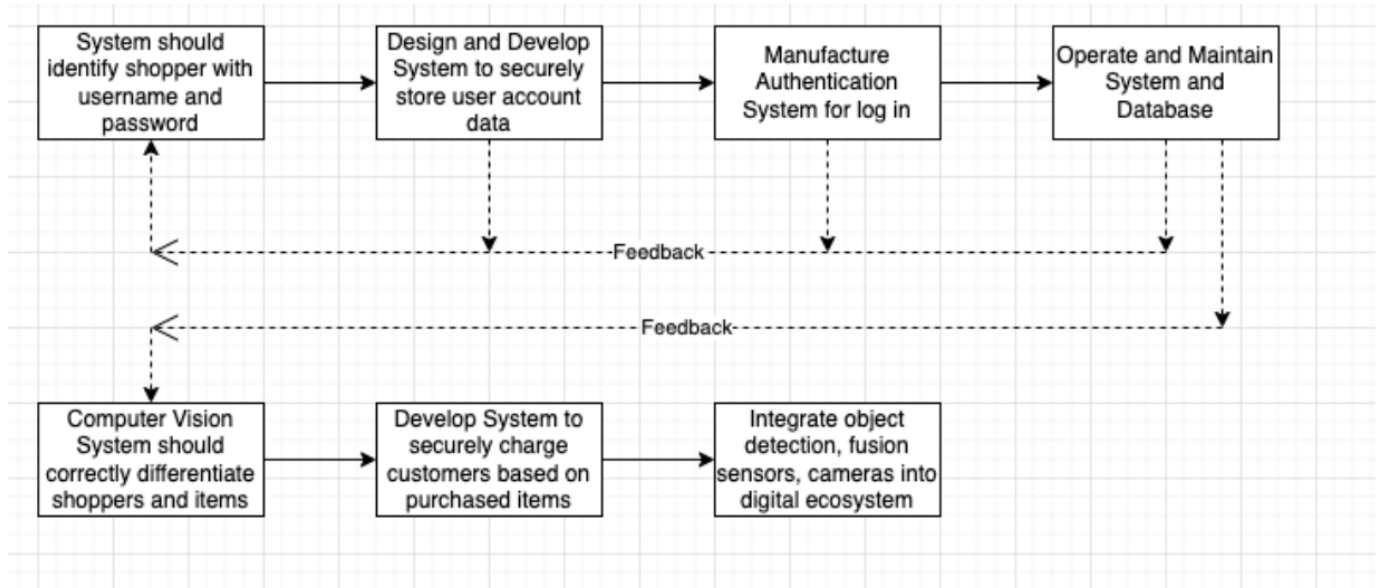 System should
identify shopper with
username and
password
Design and Develop
System to securely
store user account
data
Manufacture
Authentication
System for log in
Operate and Maintain
System and
Database
Feedback
Feedback
Computer Vision
System should
correctly differentiate
shoppers and items
Develop System to
securely charge
customers based on
purchased items
Integrate object
detection, fusion
sensors, cameras into
digital ecosystem